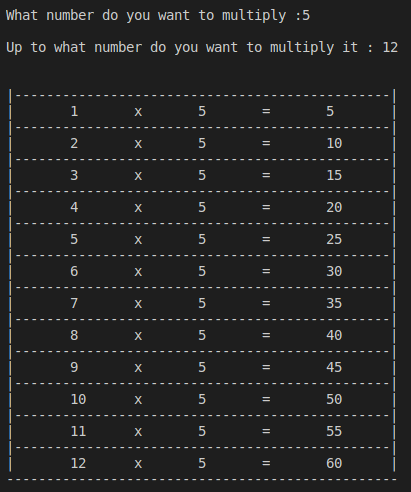 What number do you want to multiply :5
Up to what number do you want to multiply it : 12
|-----------------------------------------------|
|       1       x       5       =       5       |
|-----------------------------------------------|
|       2       x       5       =       10      |
|-----------------------------------------------|
|       3       x       5       =       15      |
|-----------------------------------------------|
|       4       x       5       =       20      |
|-----------------------------------------------|
|       5       x       5       =       25      |
|-----------------------------------------------|
|       6       x       5       =       30      |
|-----------------------------------------------|
|       7       x       5       =       35      |
|-----------------------------------------------|
|       8       x       5       =       40      |
|-----------------------------------------------|
|       9       x       5       =       45      |
|-----------------------------------------------|
|       10      x       5       =       50      |
|-----------------------------------------------|
|       11      x       5       =       55      |
|-----------------------------------------------|
|       12      x       5       =       60      |
-------------------------------------------------